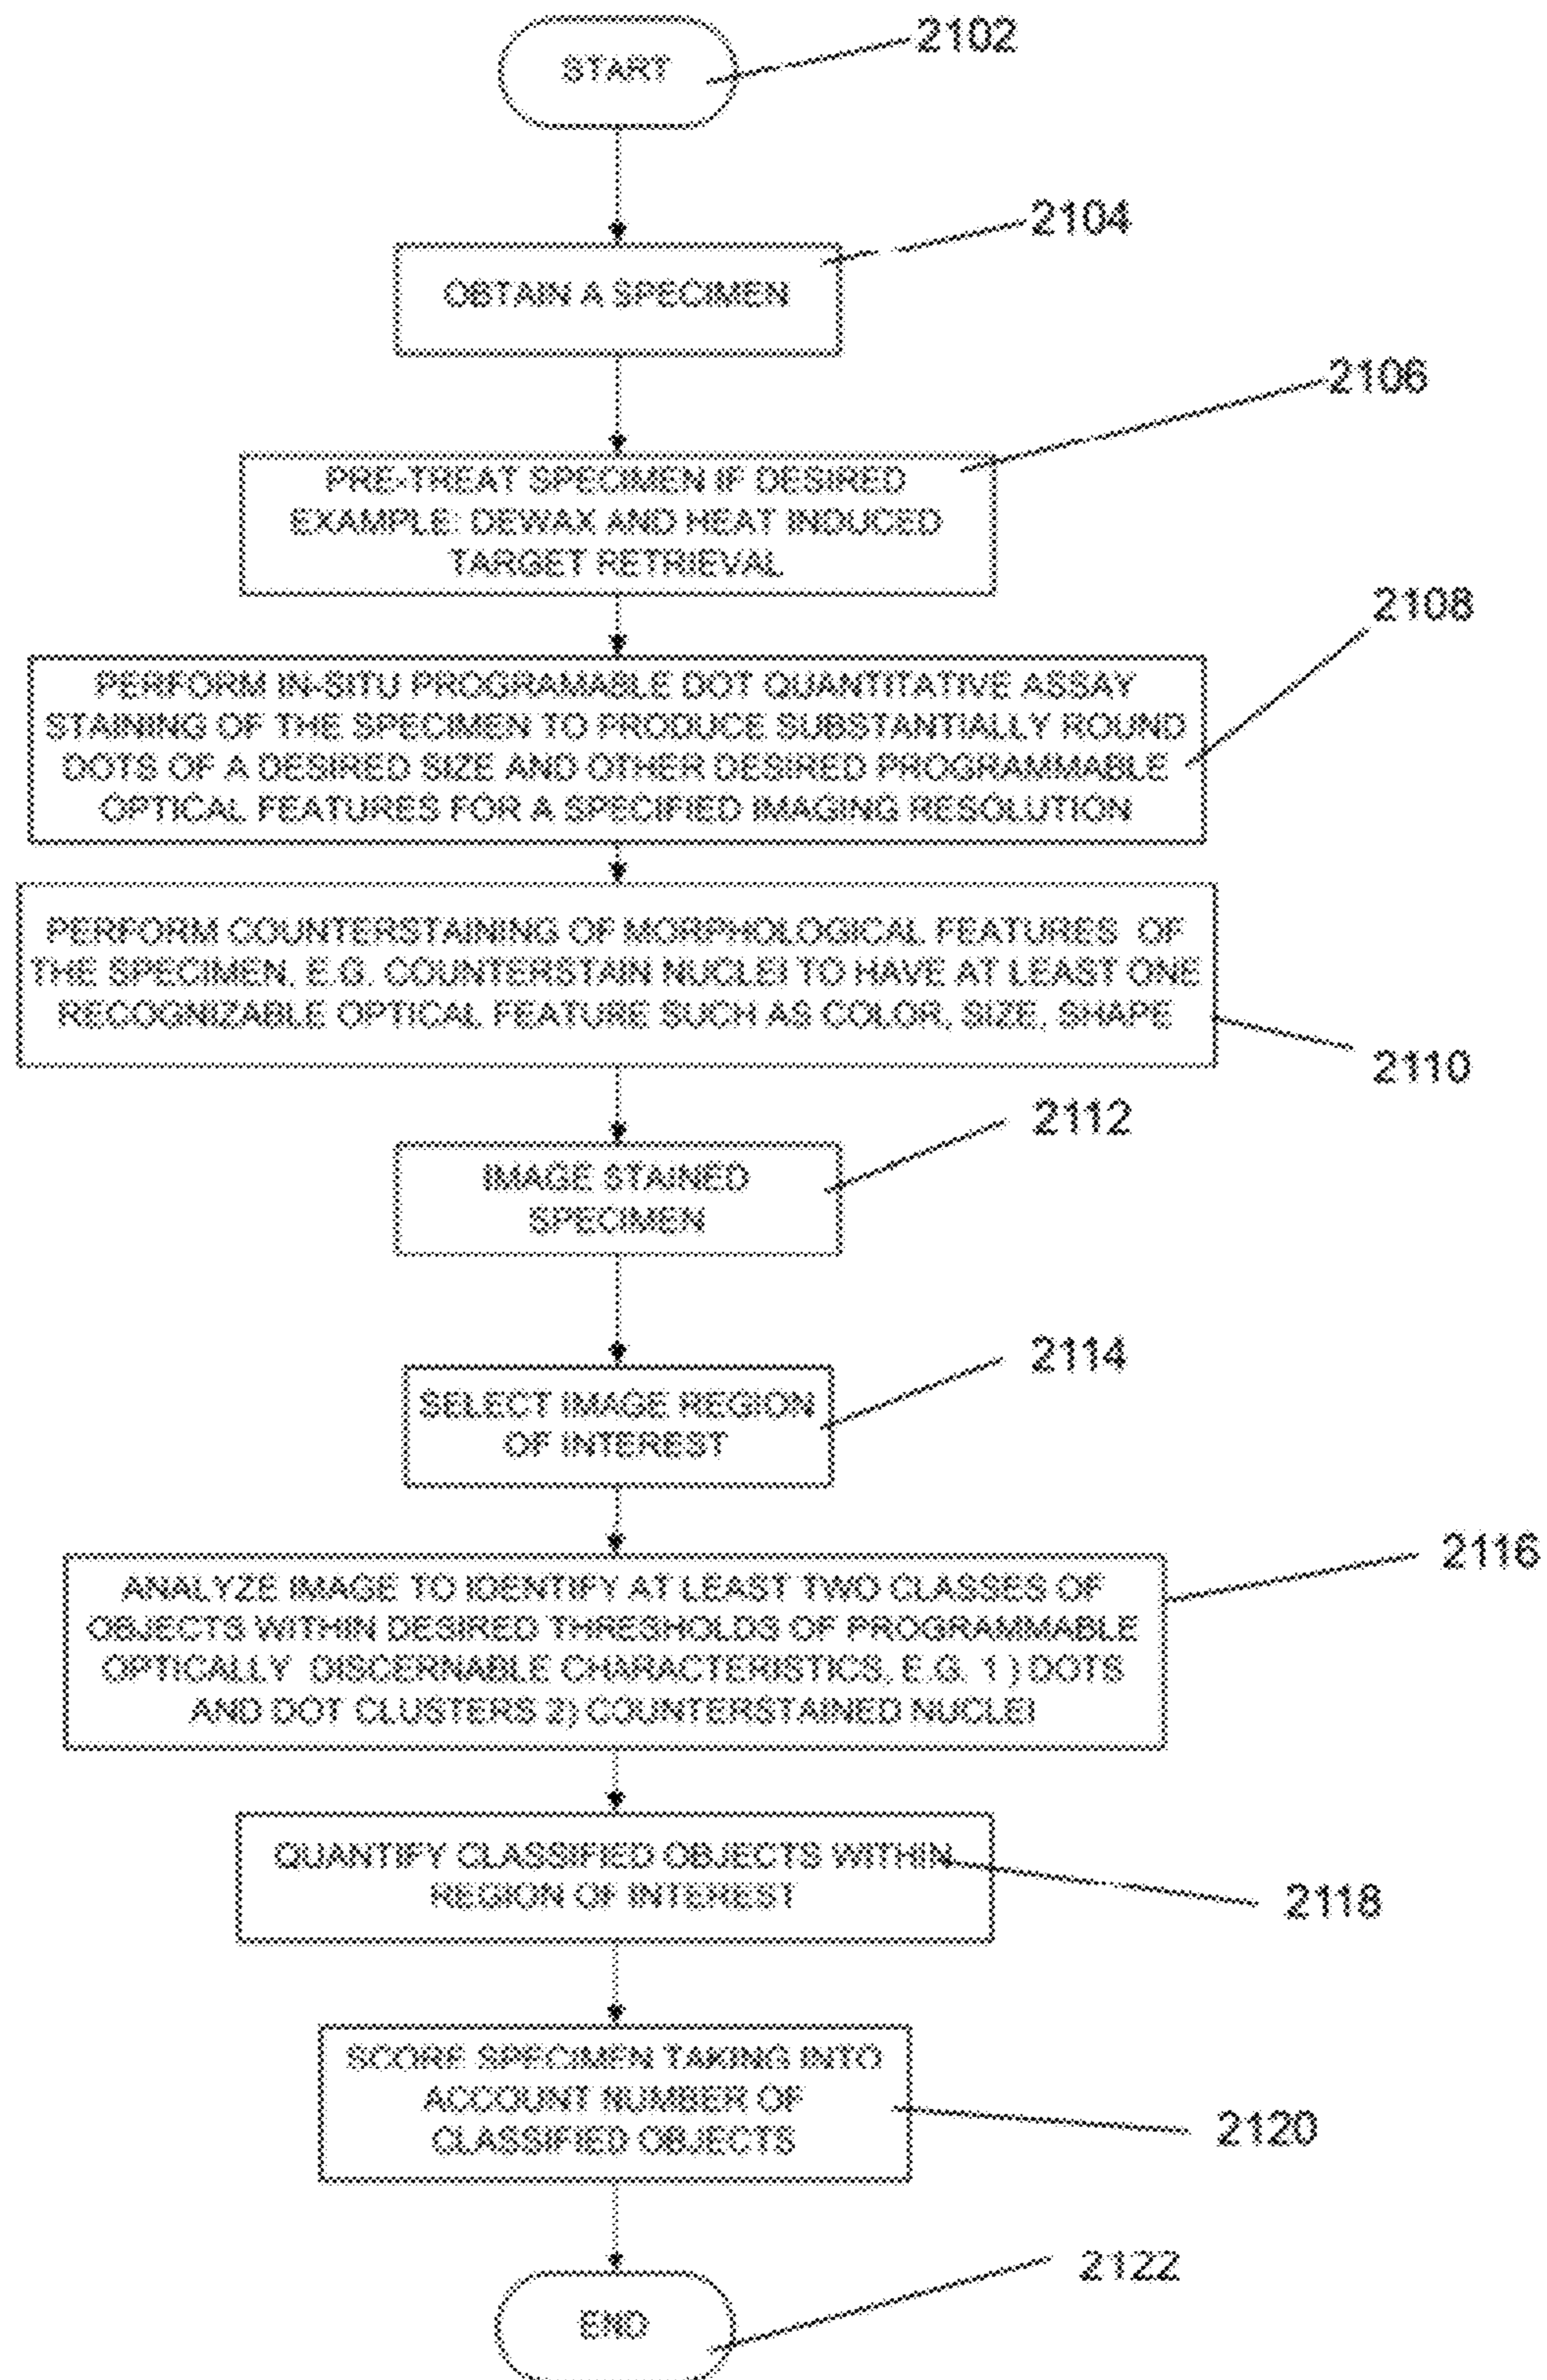 START
2102
OBTAIN A SPECIMEN
2104
PRE-TREAT SPECIMEN IF DESIRED
EXAMPLE: DEWAX AND HEAT INDUCED
TARGET RETRIEVAL
2106
PERFORM IN-SITU PROGRAMABLE DOT QUANTITATIVE ASSAY
STAINING OF THE SPECIMEN TO PRODUCE SUBSTANTIALLY ROUND
DOTS OF A DESIRED SIZE AND OTHER DESIRED PROGRAMMABLE
OPTICAL FEATURES FOR A SPECIFIED IMAGING RESOLUTION
2108
PERFORM COUNTERSTAINING OF MORPHOLOGICAL FEATURES OF
THE SPECIMEN, E.G. COUNTERSTAIN NUCLEI TO HAVE AT LEAST ONE
RECOGNIZABLE OPTICAL FEATURE SUCH AS COLOR, SIZE, SHAPE
2110
IMAGE STAINED
SPECIMEN
2112
SELECT IMAGE REGION
OF INTEREST
2114
ANALYZE IMAGE TO IDENTIFY AT LEAST TWO CLASSES OF
OBJECTS WITHIN DESIRED THRESHOLDS OF PROGRAMMABLE
OPTICALLY DISCERNABLE CHARACTERISTICS, E.G. 1 ) DOTS
AND DOT CLUSTERS 2) COUNTERSTAINED NUCLEI
2116
QUANTIFY CLASSIFIED OBJECTS WITHIN
REGION OF INTEREST
2118
SCORE SPECIMEN TAKING INTO
ACCOUNT NUMBER OF
CLASSIFIED OBJECTS
2120
END
2122